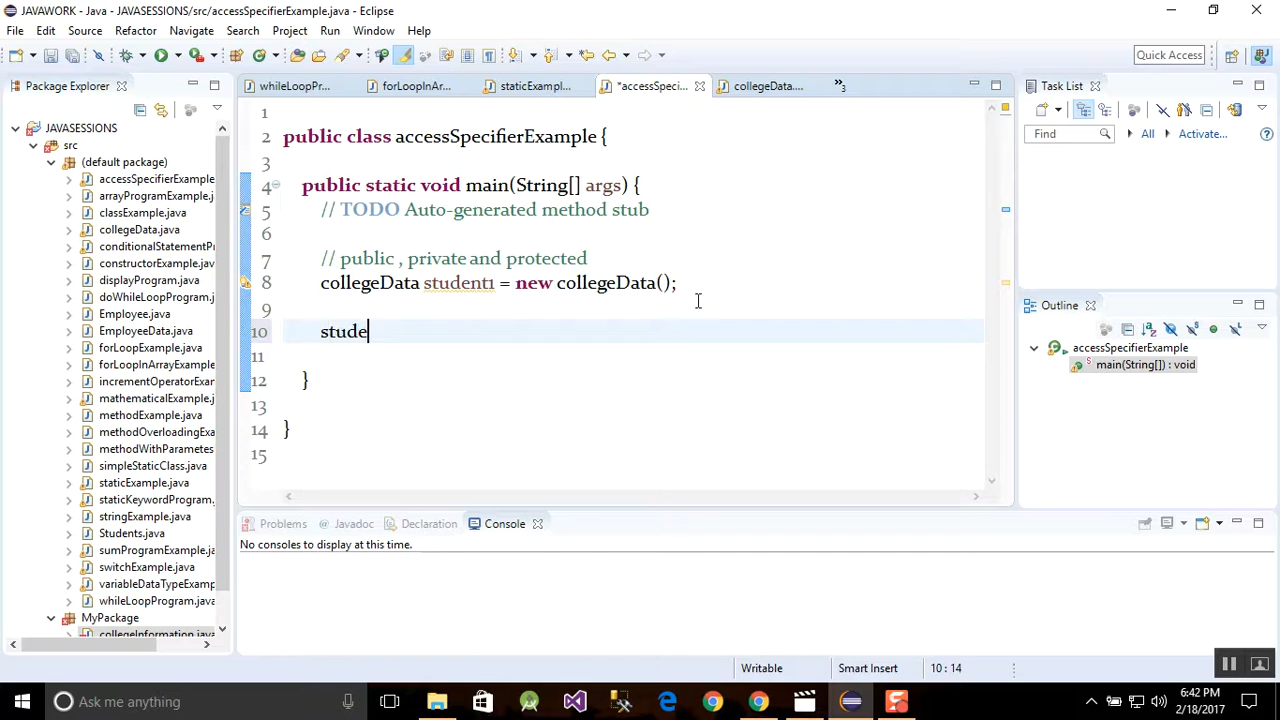 JAVAWORK - Java - JAVASESSIONS/src/accessSpecifierExample.java - Eclipse
File Edit Source Refactor Navigate Search Project Run Window Help
Quick Access
Package Explorer
whileLoopPr...
forLoopInAr...
staticExampl...
*accessSpeci...
collegeData....
»3
Task List
Find
All
Activate...
JAVASESSIONS
src
(default package)
accessSpecifierExample
arrayProgramExample.j
classExample.java
collegeData.java
conditionalStatementP
constructorExample.jav
displayProgram.java
doWhileLoopProgram.
Employee.java
EmployeeData.java
forLoopExample.java
forLoopInArrayExample
incrementOperatorExar
mathematicalExample.j
methodExample.java
methodOverloadingExa
methodWithParametes
simpleStaticClass.java
staticExample.java
staticKeywordProgram.
stringExample.java
Students.java
sumProgramExample.ja
switchExample.java
variableDataTypeExamp
whileLoopProgram.java
MyPackage
collegeInformation.java
1
2 public class accessSpecifierExample {
3
4 public static void main(String[] args) {
5 // TODO Auto-generated method stub
6
7 // public , private and protected
8 collegeData student1 = new collegeData();
9
10 stude
11
12 }
13
14 }
15
Outline
accessSpecifierExample
main(String[]) : void
Problems Javadoc Declaration Console
No consoles to display at this time.
Writable Smart Insert 10 : 14
Ask me anything
6:42 PM
2/18/2017